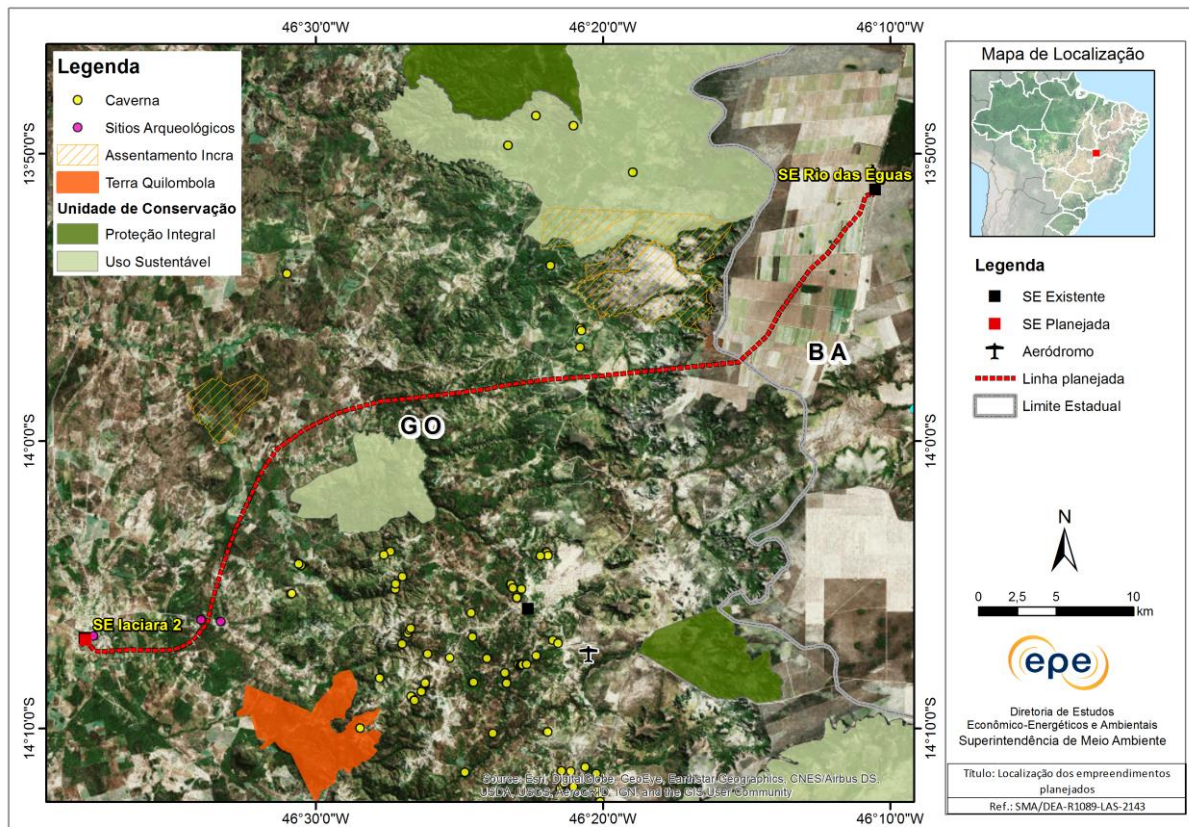 46°30'0"W
46°20'0"W
46°10'0"W
Legenda
Caverna
Sitios Arqueológicos
Assentamento Incra
Terra Quilombola
Unidade de Conservação
Proteção Integral
Uso Sustentável
13°50'0"S
13°50'0"S
SE Rio das Éguas
BA
GO
14°0'0"S
14°0'0"S
SE Iaciara 2
14°10'0"S
14°10'0"S
Source: Esri, DigitalGlobe, GeoEye, Earthstar Geographics, CNES/Airbus DS,
USDA, USGS, AeroGRID, IGN, and the GIS User Community
46°30'0"W
46°20'0"W
46°10'0"W
Mapa de Localização
Legenda
SE Existente
SE Planejada
Aeródromo
Linha planejada
Limite Estadual
N
0 2,5 5 10
km
epe
Diretoria de Estudos
Econômico-Energéticos e Ambientais
Superintendência de Meio Ambiente
Título: Localização dos empreendimentos
planejados
Ref.: SMA/DEA-R1089-LAS-2143